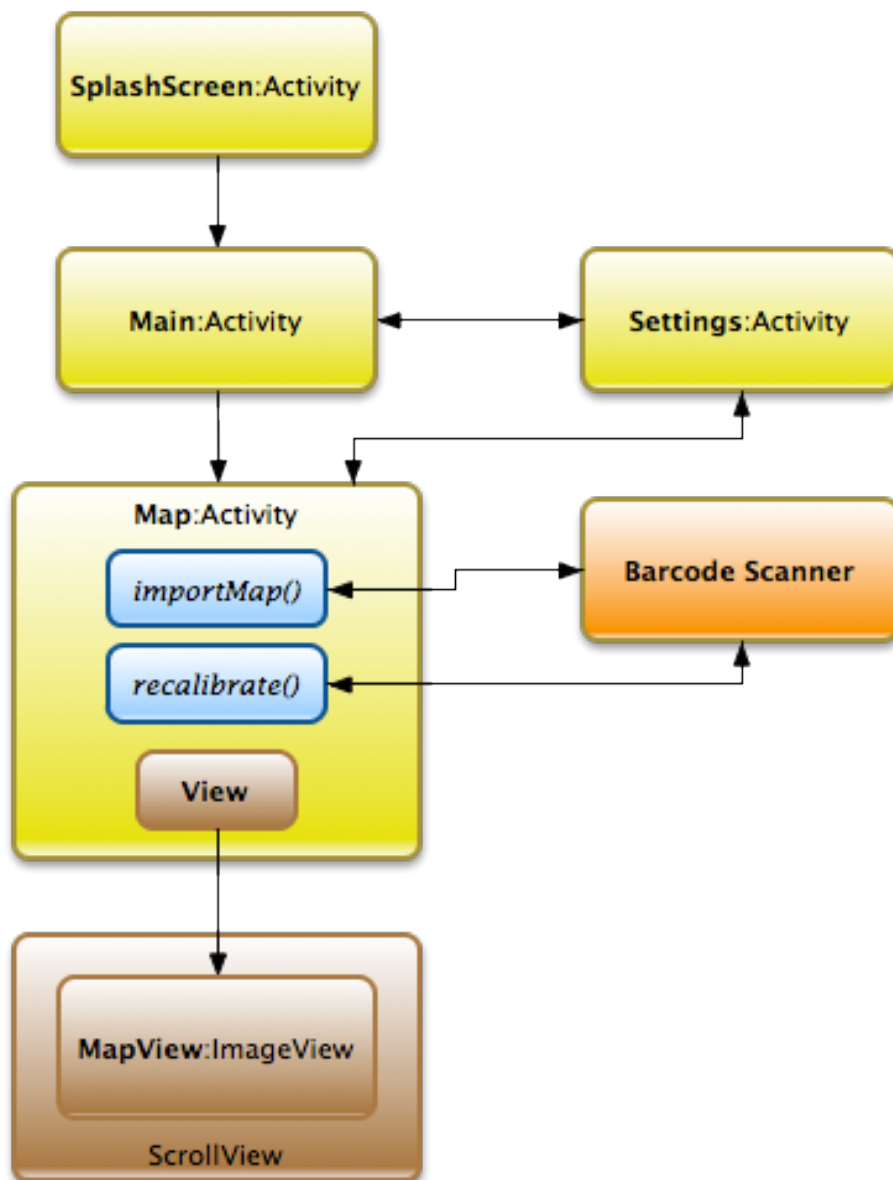 SplashScreen:Activity
Main:Activity
Settings:Activity
Map:Activity
importMap()
Barcode Scanner
recalibrate()
View
MapView:ImageView
ScrollView